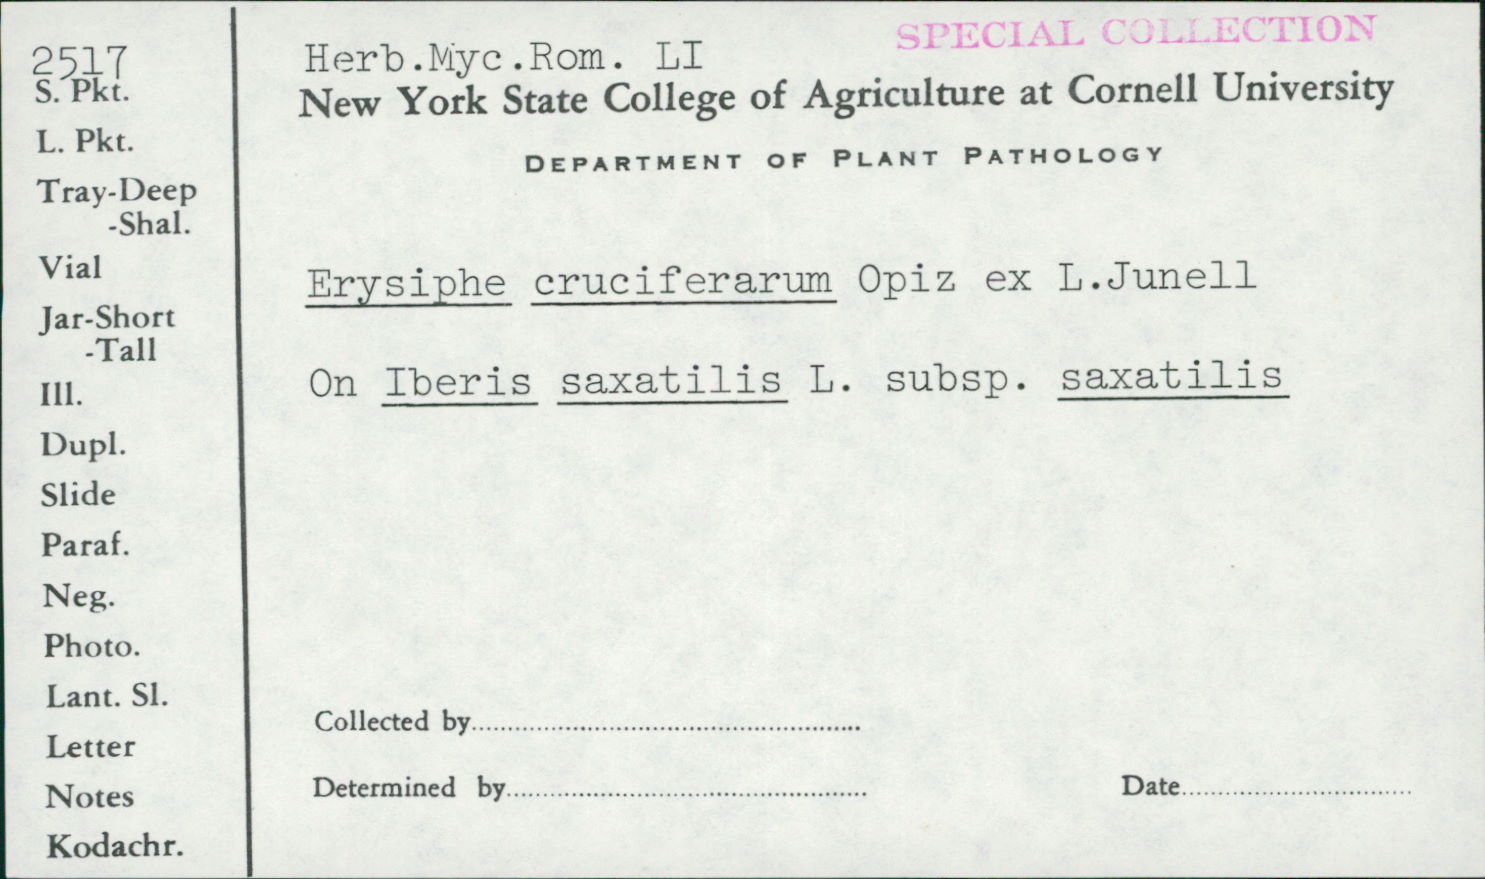 2517
S. Pkt.
L. Pkt.
Tray-Deep
-Shal.
Vial
Jar-Short
-Tall
Ill.
Dupl.
Slide
Paraf.
Neg.
Photo.
Lant. Sl.
Letter
Notes
Kodachr.
SPECIAL COLLECTION
Herb.Myc.Rom. LI
New York State College of Agriculture at Cornell University
DEPARTMENT OF PLANT PATHOLOGY
Erysiphe cruciferarum Opiz ex L.Junell
On Iberis saxatilis L. subsp. saxatilis
Collected by
Determined by
Date